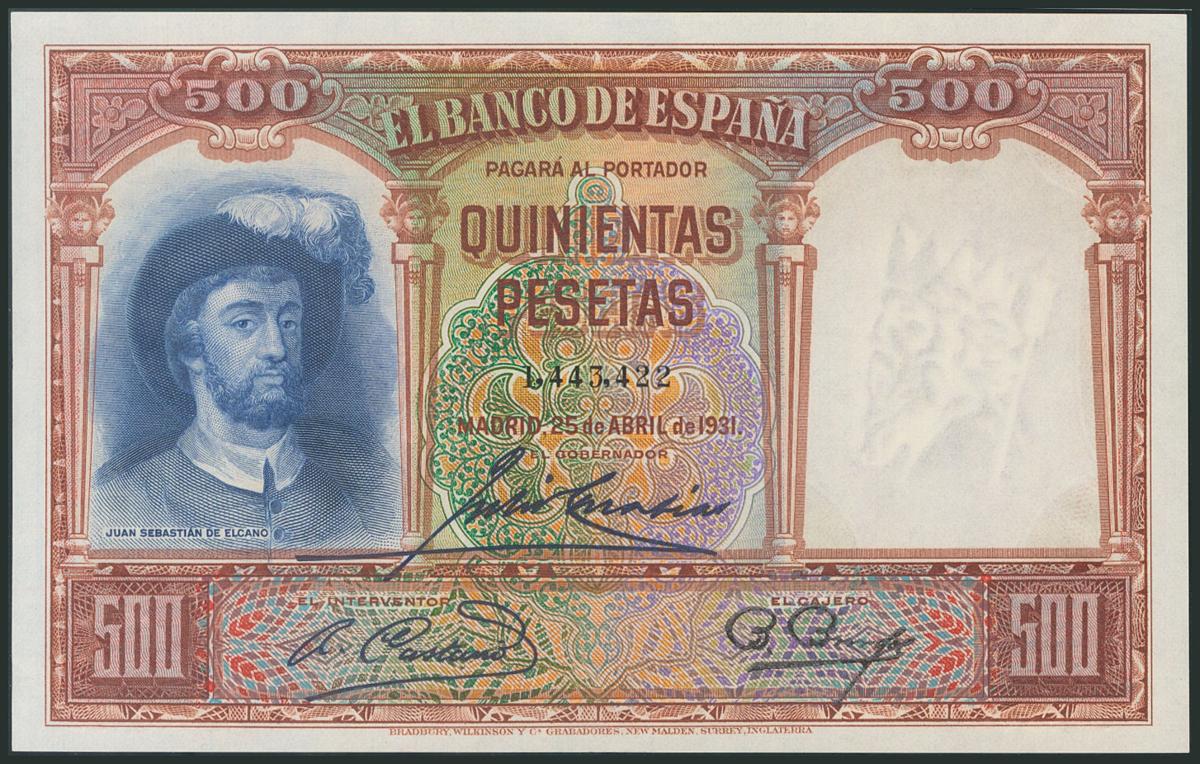 500
500
EL BANCO DE ESPAÑA
PAGARÁ AL PORTADOR
QUINIENTAS
PESETAS
1,443,422
MADRID 25 de ABRIL de 1931.
EL GOBERNADOR
JUAN SEBASTIÁN DE ELCANO
EL INTERVENTOR
EL CAJERO
500
500
BRADBURY, WILKINSON Y Cª GRABADORES, NEW MALDEN, SURREY, INGLATERRA